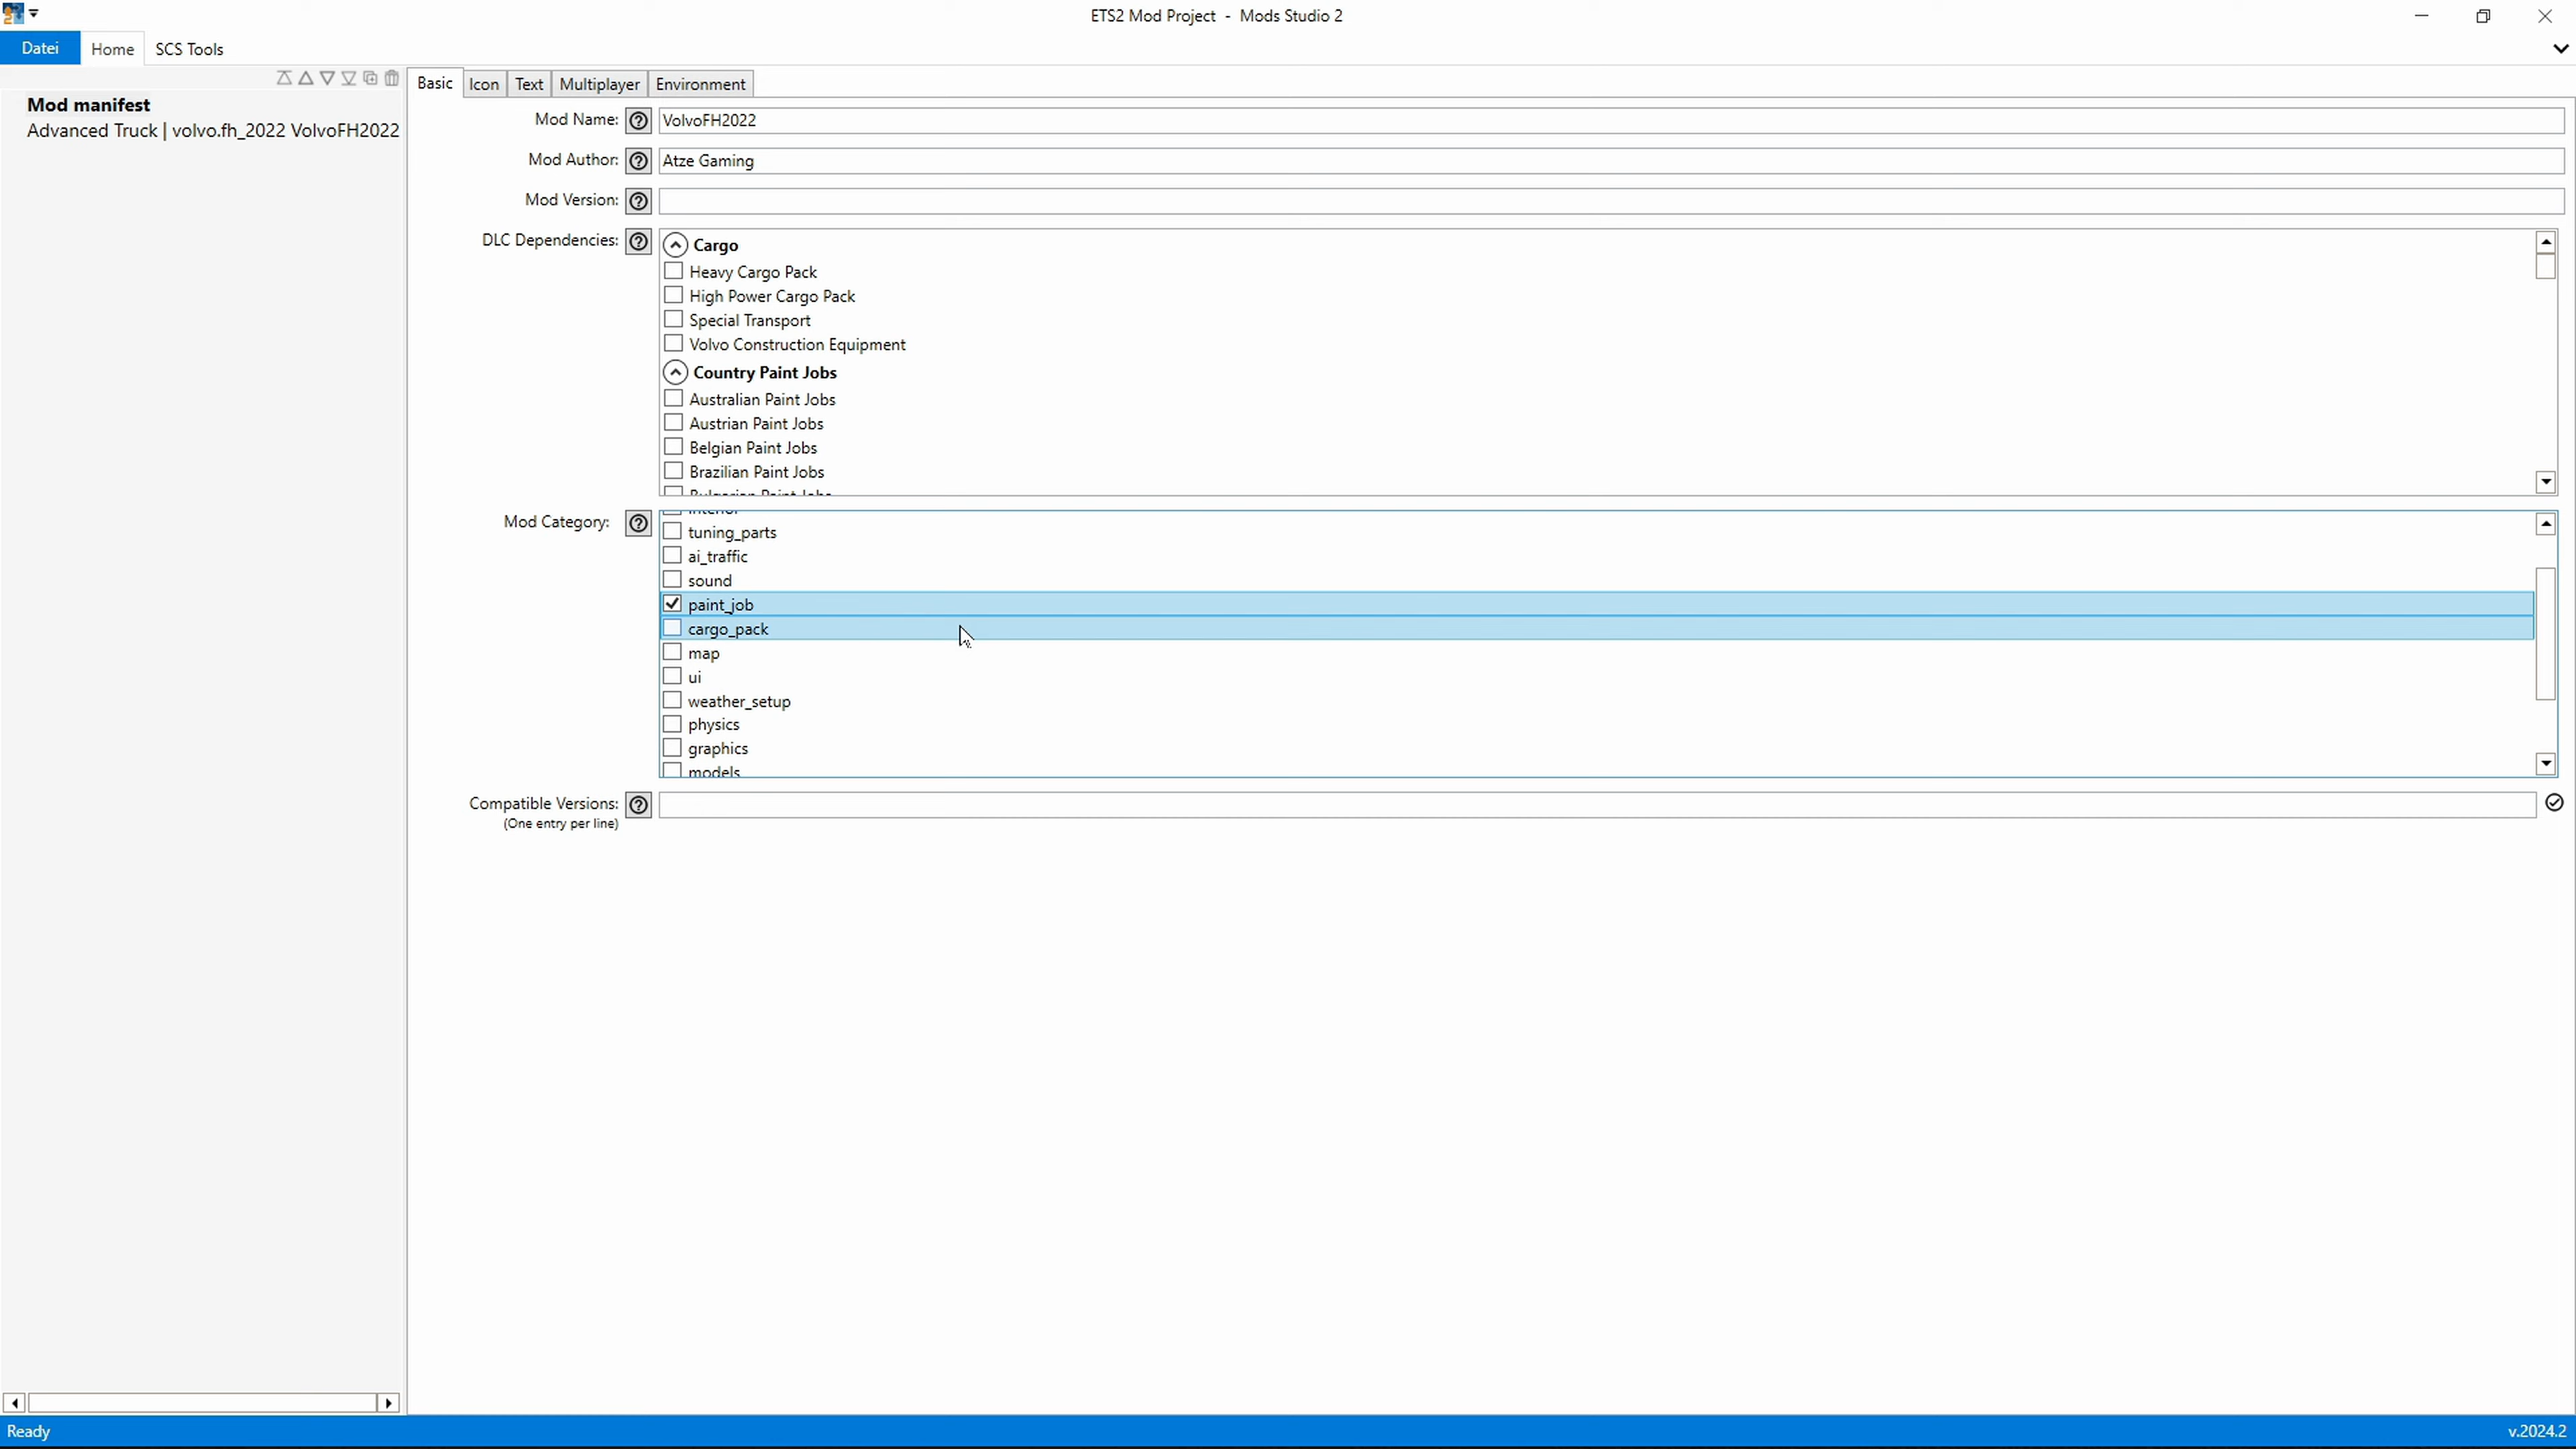 ETS2 Mod Project - Mods Studio 2
Datei Home SCS Tools
Mod manifest
Advanced Truck | volvo.fh_2022 VolvoFH2022
Basic Icon Text Multiplayer Environment
Mod Name: VolvoFH2022
Mod Author: Atze Gaming
Mod Version:
DLC Dependencies:
Cargo
Heavy Cargo Pack
High Power Cargo Pack
Special Transport
Volvo Construction Equipment
Country Paint Jobs
Australian Paint Jobs
Austrian Paint Jobs
Belgian Paint Jobs
Brazilian Paint Jobs
Bulgarian Paint Jobs
Mod Category:
interior
tuning_parts
ai_traffic
sound
paint_job
cargo_pack
map
ui
weather_setup
physics
graphics
models
Compatible Versions:
(One entry per line)
Ready
v.2024.2